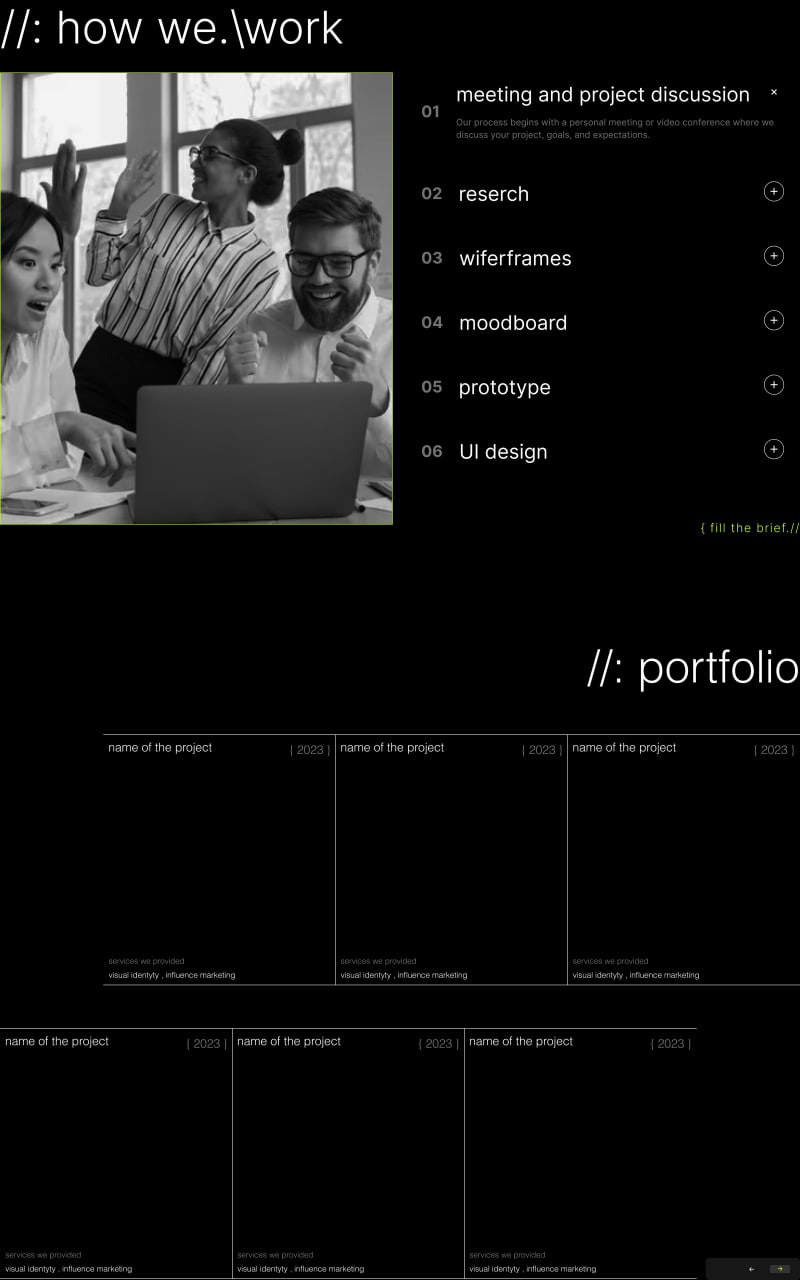 //: how we.\work
01
meeting and project discussion
×
Our process begins with a personal meeting or video conference where we
discuss your project, goals, and expectations.
02 reserch +
03 wiferframes +
04 moodboard +
05 prototype +
06 UI design +
{ fill the brief.//
//: portfolio
name of the project { 2023 } name of the project { 2023 } name of the project { 2023 }
services we provided services we provided services we provided
visual identyty , influence marketing visual identyty , influence marketing visual identyty , influence marketing
name of the project { 2023 } name of the project { 2023 } name of the project { 2023 }
services we provided services we provided services we provided
visual identyty , influence marketing visual identyty , influence marketing visual identyty , influence marketing
← →